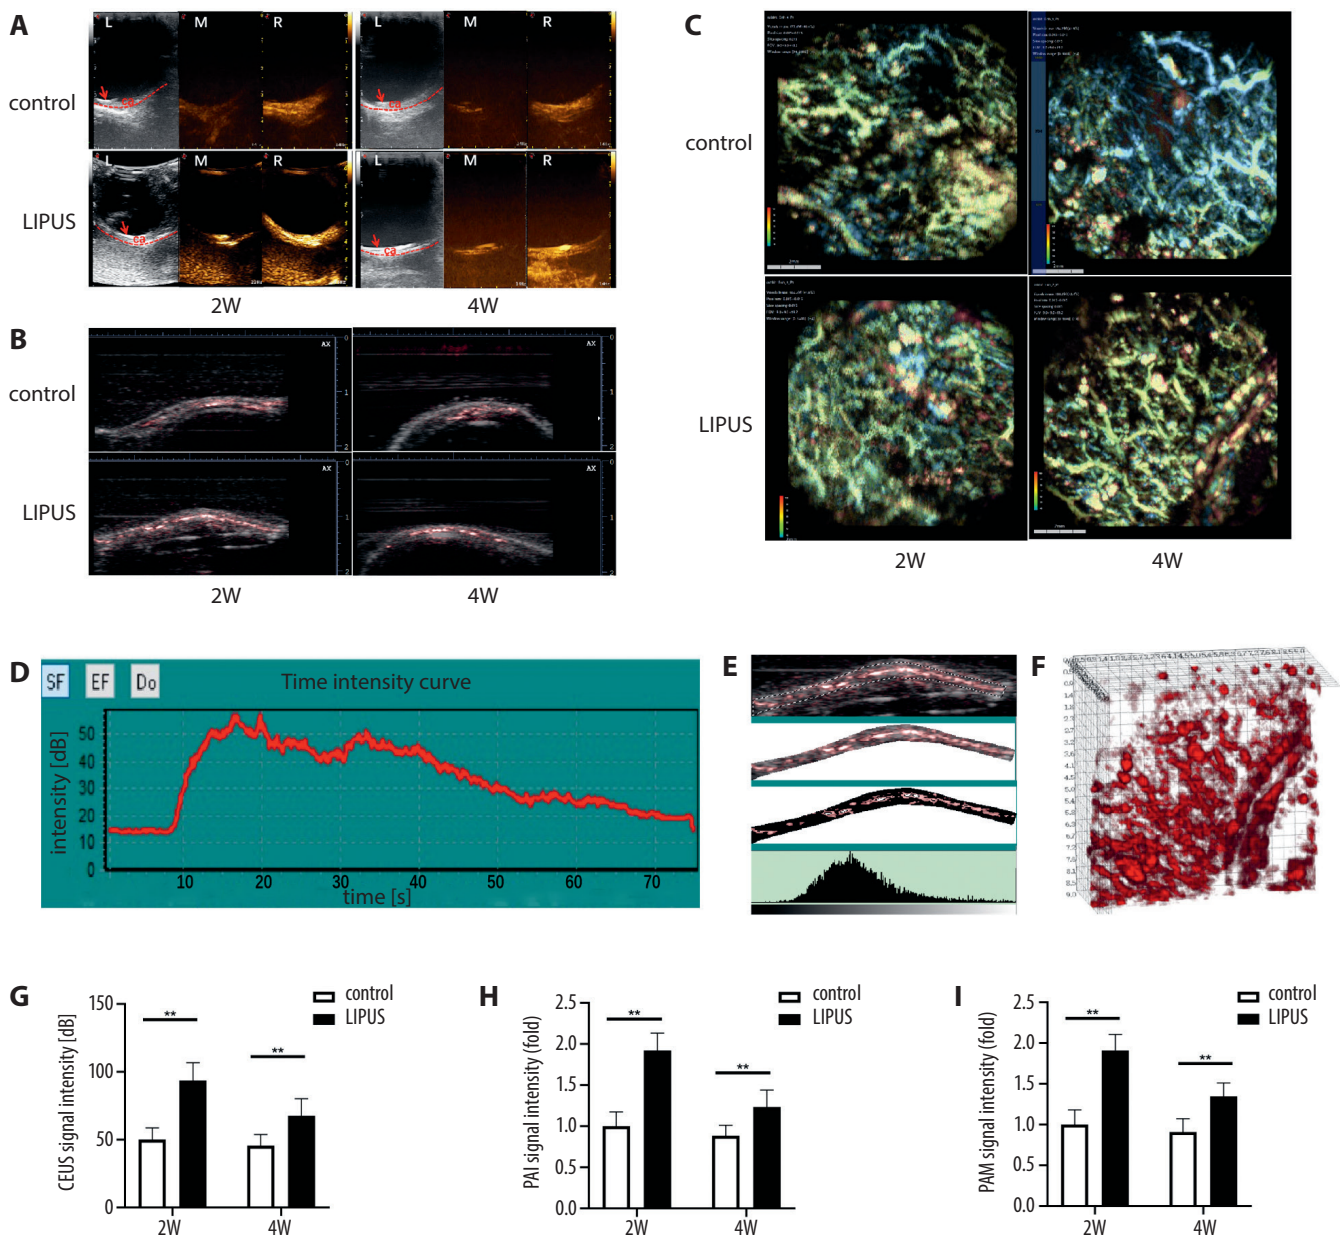 A
L M R L M R
control
ca
ca
LIPUS
ca
ca
2W 4W
B
AX
AX
control
AX
AX
LIPUS
2W 4W
C
control
LIPUS
2W 4W
D
SF EF Do Time intensity curve
intensity [dB]
50
40
30
20
10
0
10 20 30 40 50 60 70
time [s]
E
F
G
control
LIPUS
CEUS signal intensity [dB]
150
100
50
0
**
**
2W 4W
H
control
LIPUS
PAI signal intensity (fold)
2.5
2.0
1.5
1.0
0.5
0.0
**
**
2W 4W
I
control
LIPUS
PAM signal intensity (fold)
2.5
2.0
1.5
1.0
0.5
0.0
**
**
2W 4W